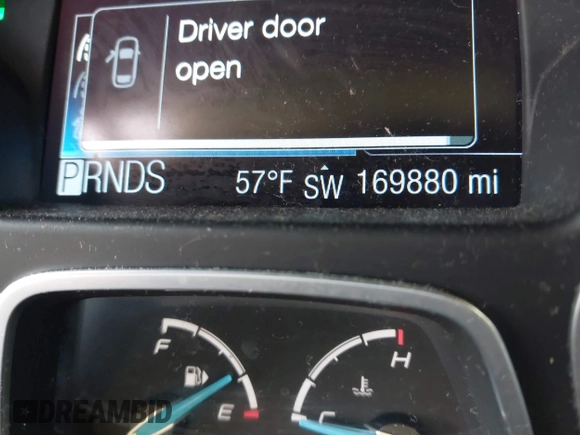 Driver door
open
PRNDS 57°F SW 169880 mi
F H
E C
DREAMBID